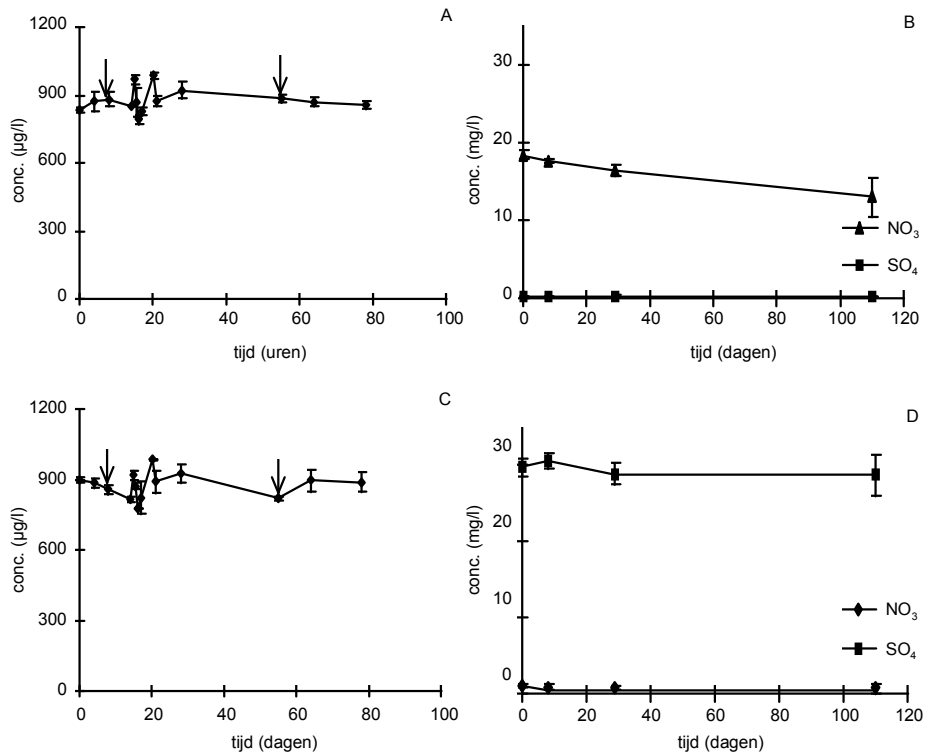 A
1200
900
600
300
0
conc. (µg/l)
0 20 40 60 80 100
tijd (uren)
B
30
20
10
0
conc. (mg/l)
NO₃
SO₄
0 20 40 60 80 100 120
tijd (dagen)
C
1200
900
600
300
0
conc. (µg/l)
0 20 40 60 80 100
tijd (dagen)
D
30
20
10
0
conc. (mg/l)
NO₃
SO₄
0 20 40 60 80 100 120
tijd (dagen)